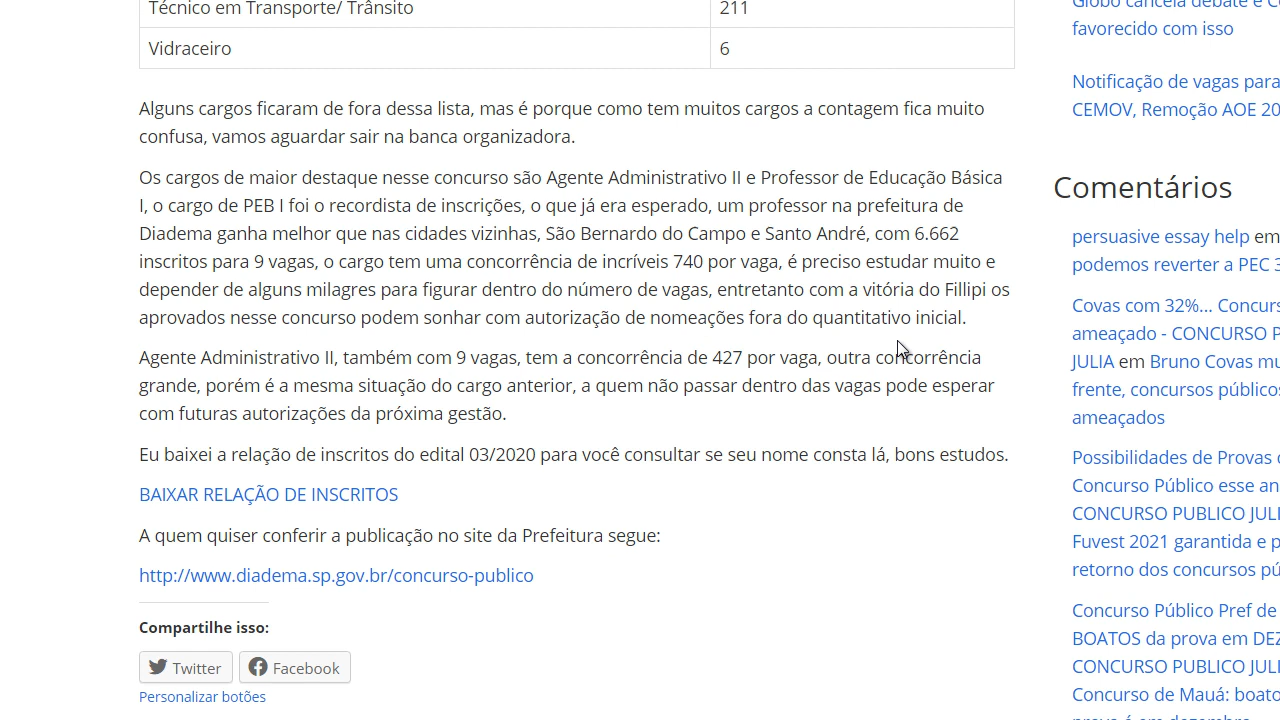 Técnico em Transporte/ Trânsito 211
Vidraceiro 6
Alguns cargos ficaram de fora dessa lista, mas é porque como tem muitos cargos a contagem fica muito
confusa, vamos aguardar sair na banca organizadora.
Os cargos de maior destaque nesse concurso são Agente Administrativo II e Professor de Educação Básica
I, o cargo de PEB I foi o recordista de inscrições, o que já era esperado, um professor na prefeitura de
Diadema ganha melhor que nas cidades vizinhas, São Bernardo do Campo e Santo André, com 6.662
inscritos para 9 vagas, o cargo tem uma concorrência de incríveis 740 por vaga, é preciso estudar muito e
depender de alguns milagres para figurar dentro do número de vagas, entretanto com a vitória do Fillipi os
aprovados nesse concurso podem sonhar com autorização de nomeações fora do quantitativo inicial.
Agente Administrativo II, também com 9 vagas, tem a concorrência de 427 por vaga, outra concorrência
grande, porém é a mesma situação do cargo anterior, a quem não passar dentro das vagas pode esperar
com futuras autorizações da próxima gestão.
Eu baixei a relação de inscritos do edital 03/2020 para você consultar se seu nome consta lá, bons estudos.
BAIXAR RELAÇÃO DE INSCRITOS
A quem quiser conferir a publicação no site da Prefeitura segue:
http://www.diadema.sp.gov.br/concurso-publico
Compartilhe isso:
Twitter Facebook
Personalizar botões
Globo cancela debate e
favorecido com isso
Notificação de vagas para
CEMOV, Remoção AOE 20
Comentários
persuasive essay help em
podemos reverter a PEC 3
Covas com 32%... Concurs
ameaçado - CONCURSO P
JULIA em Bruno Covas mu
frente, concursos públicos
ameaçados
Possibilidades de Provas
Concurso Público esse an
CONCURSO PUBLICO JULI
Fuvest 2021 garantida e p
retorno dos concursos pú
Concurso Público Pref de
BOATOS da prova em DEZ
CONCURSO PUBLICO JULI
Concurso de Mauá: boato